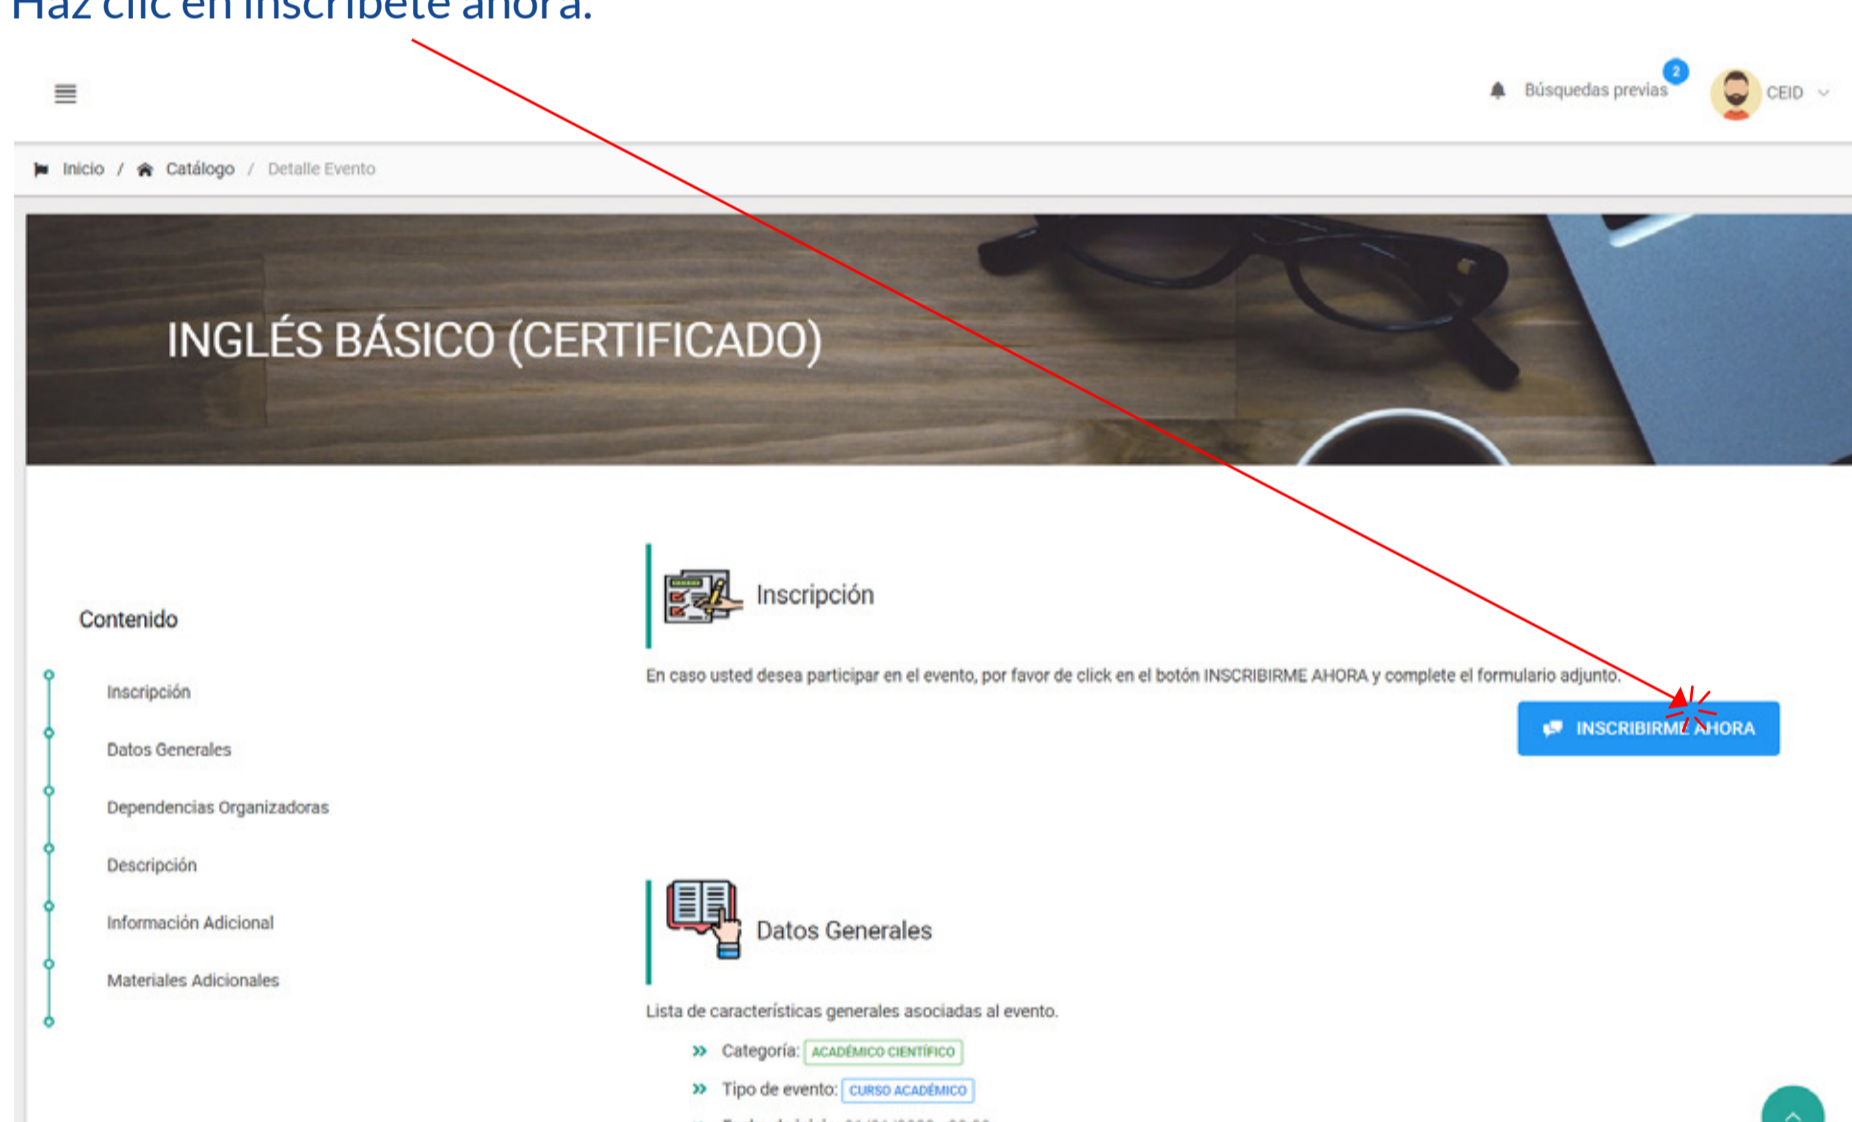 Haz clic en inscríbete ahora.
Búsquedas previas 2
CEID
Inicio / Catálogo / Detalle Evento
INGLÉS BÁSICO (CERTIFICADO)
Contenido
Inscripción
Datos Generales
Dependencias Organizadoras
Descripción
Información Adicional
Materiales Adicionales
Inscripción
En caso usted desea participar en el evento, por favor de click en el botón INSCRIBIRME AHORA y complete el formulario adjunto.
INSCRIBIRME AHORA
Datos Generales
Lista de características generales asociadas al evento.
Categoría: ACADÉMICO CIENTÍFICO
Tipo de evento: CURSO ACADÉMICO